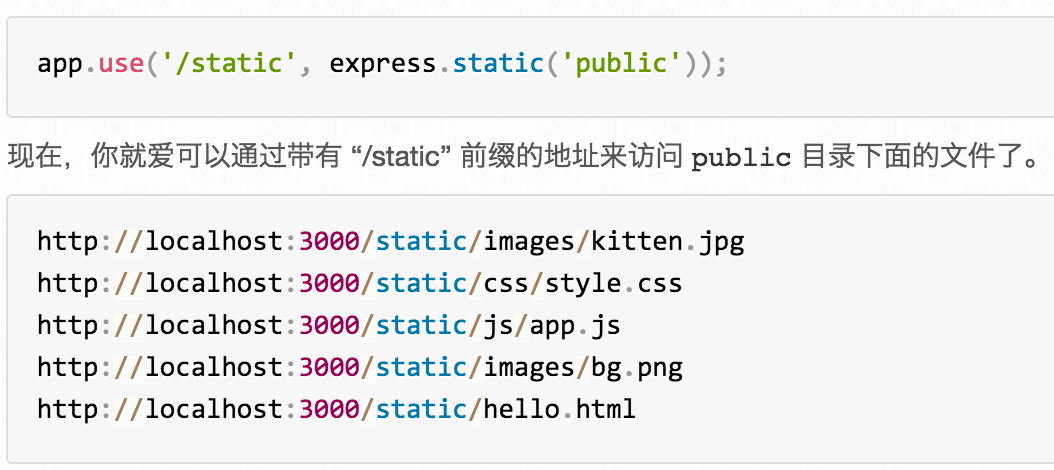 app.use('/static', express.static('public'));
现在，你就爱可以通过带有 “/static” 前缀的地址来访问 public 目录下面的文件了。
http://localhost:3000/static/images/kitten.jpg
http://localhost:3000/static/css/style.css
http://localhost:3000/static/js/app.js
http://localhost:3000/static/images/bg.png
http://localhost:3000/static/hello.html